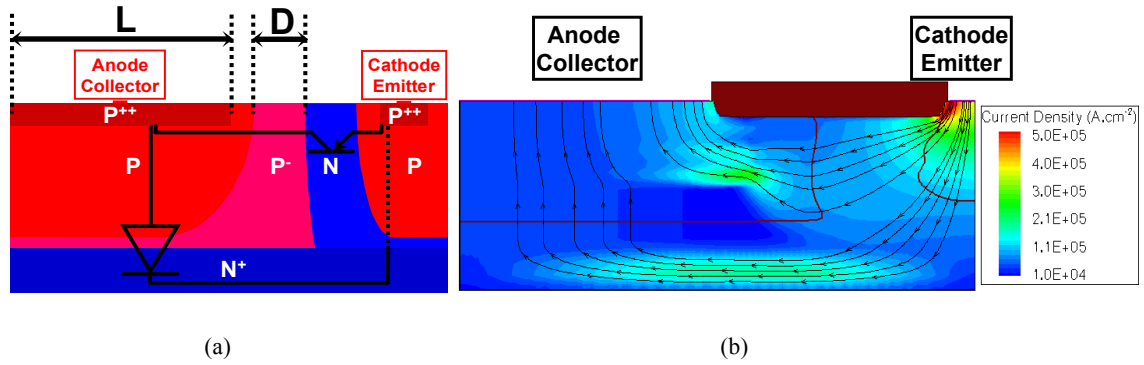 L
D
Anode
Collector
Cathode
Emitter
P++
P++
P
P-
N
P
N+
(a)
Anode
Collector
Cathode
Emitter
Current Density (A.cm-2)
5.0E+05
4.0E+05
3.0E+05
2.1E+05
1.1E+05
1.0E+04
(b)